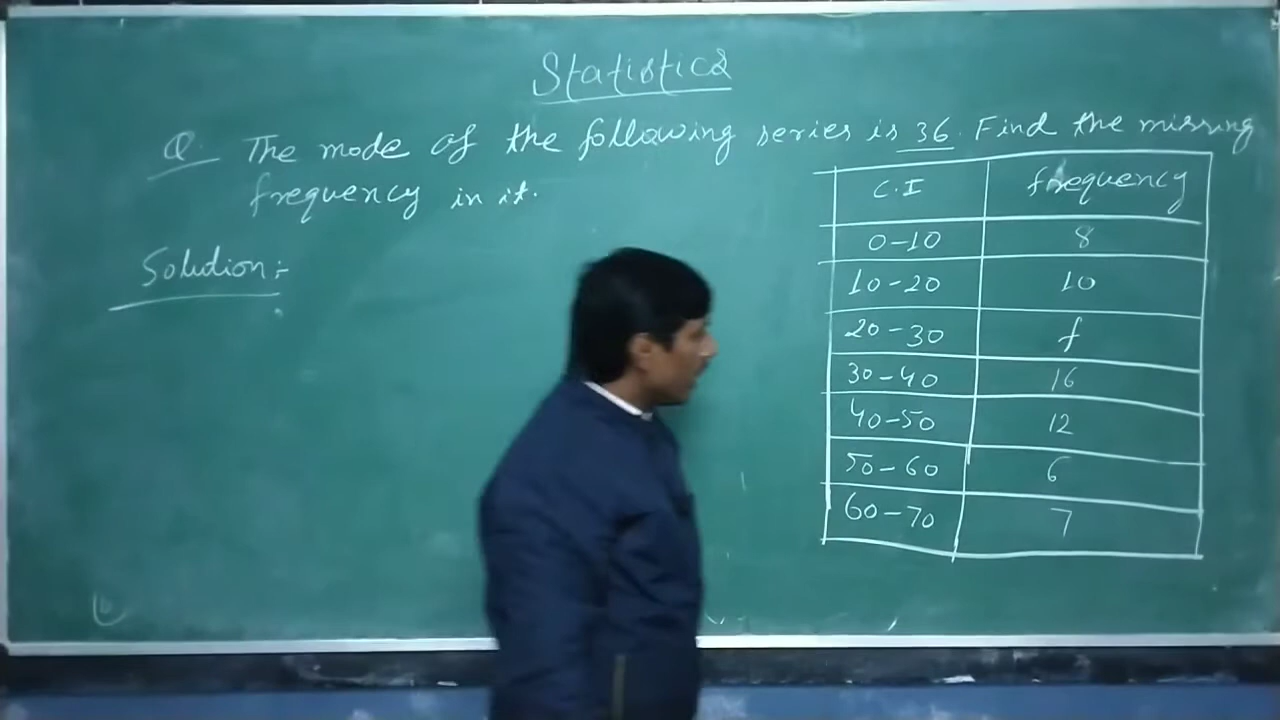 Statistics
Q. The mode of the following series is 36. Find the missing
frequency in it.
Solution:-
C.I frequency
0-10 8
10-20 10
20-30 f
30-40 16
40-50 12
50-60 6
60-70 7